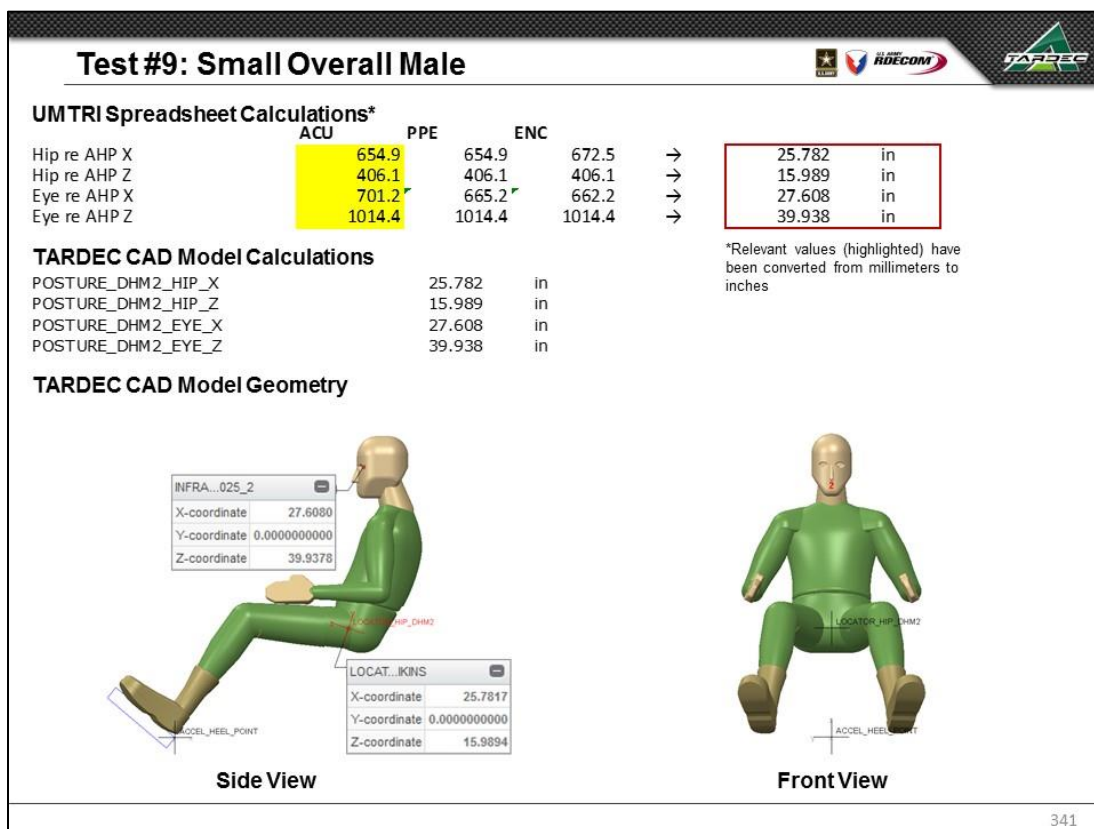 Test #9: Small Overall Male
U.S. ARMY
U.S. ARMY
RDECOM
TARDEC
UMTRI Spreadsheet Calculations*
ACU PPE ENC
Hip re AHP X 654.9 654.9 672.5 → 25.782 in
Hip re AHP Z 406.1 406.1 406.1 → 15.989 in
Eye re AHP X 701.2 665.2 662.2 → 27.608 in
Eye re AHP Z 1014.4 1014.4 1014.4 → 39.938 in
*Relevant values (highlighted) have
been converted from millimeters to
inches
TARDEC CAD Model Calculations
POSTURE_DHM2_HIP_X 25.782 in
POSTURE_DHM2_HIP_Z 15.989 in
POSTURE_DHM2_EYE_X 27.608 in
POSTURE_DHM2_EYE_Z 39.938 in
TARDEC CAD Model Geometry
INFRA...025_2
X-coordinate 27.6080
Y-coordinate 0.0000000000
Z-coordinate 39.9378
LOCATOR_HIP_DHM2
LOCAT...IKINS
X-coordinate 25.7817
Y-coordinate 0.0000000000
Z-coordinate 15.9894
ACCEL_HEEL_POINT
Side View
2
LOCATOR_HIP_DHM2
ACCEL_HEEL_POINT
Front View
341